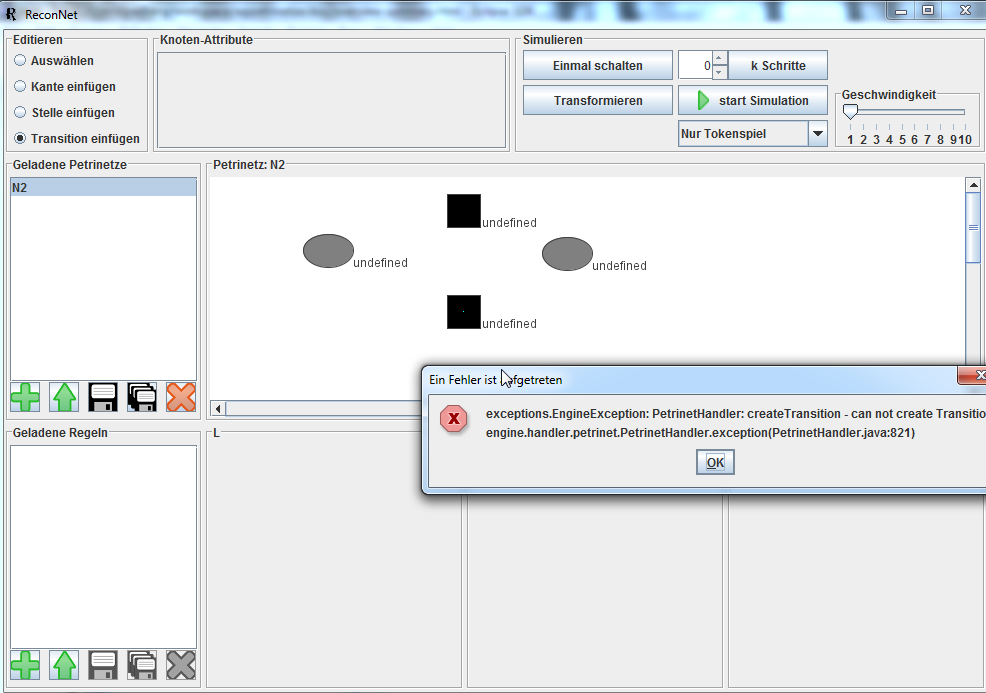 ReconNet
Editieren
Auswählen
Kante einfügen
Stelle einfügen
Transition einfügen
Knoten-Attribute
Simulieren
Einmal schalten
0
k Schritte
Transformieren
start Simulation
Nur Tokenspiel
Geschwindigkeit
1 2 3 4 5 6 7 8 9 10
Geladene Petrinetze
N2
Petrinetz: N2
undefined
undefined
undefined
undefined
Ein Fehler ist aufgetreten
exceptions.EngineException: PetrinetHandler: createTransition - can not create Transitio
engine.handler.petrinet.PetrinetHandler.exception(PetrinetHandler.java:821)
OK
Geladene Regeln
L